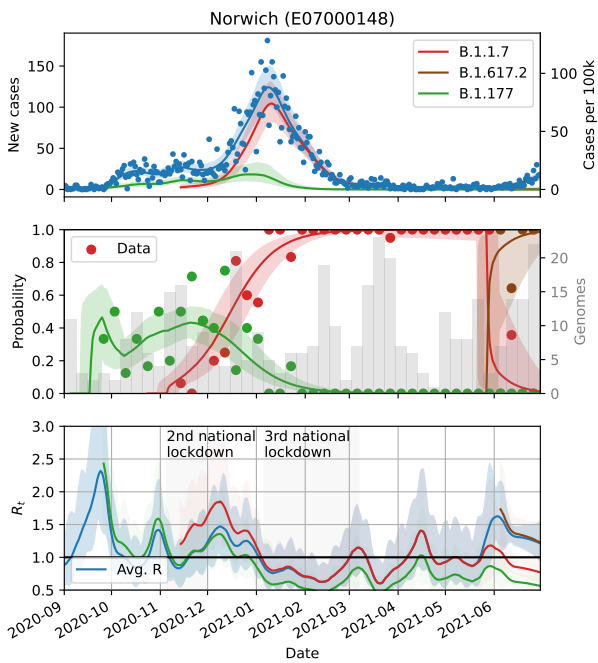 Norwich (E07000148)
New cases
150
100
50
0
B.1.1.7
B.1.617.2
B.1.177
100
50
0
Cases per 100k
Probability
1.0
0.8
0.6
0.4
0.2
0.0
Data
20
15
10
5
0
Genomes
Rt
3.0
2.5
2.0
1.5
1.0
0.5
2nd national
lockdown
3rd national
lockdown
Avg. R
2020-09
2020-10
2020-11
2020-12
2021-01
2021-02
2021-03
2021-04
2021-05
2021-06
Date